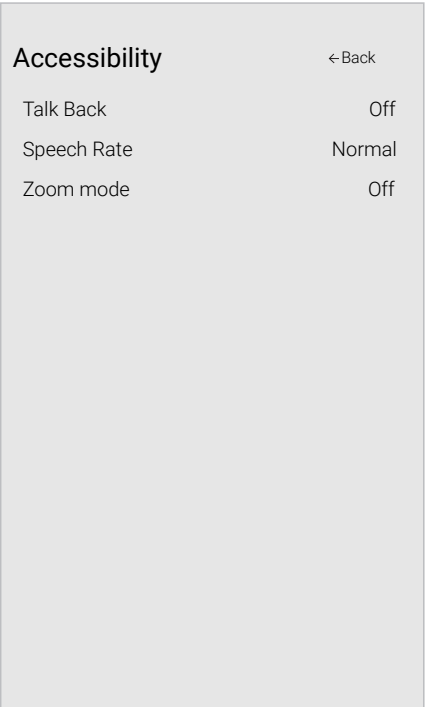 Accessibility ←Back
Talk Back Off
Speech Rate Normal
Zoom mode Off